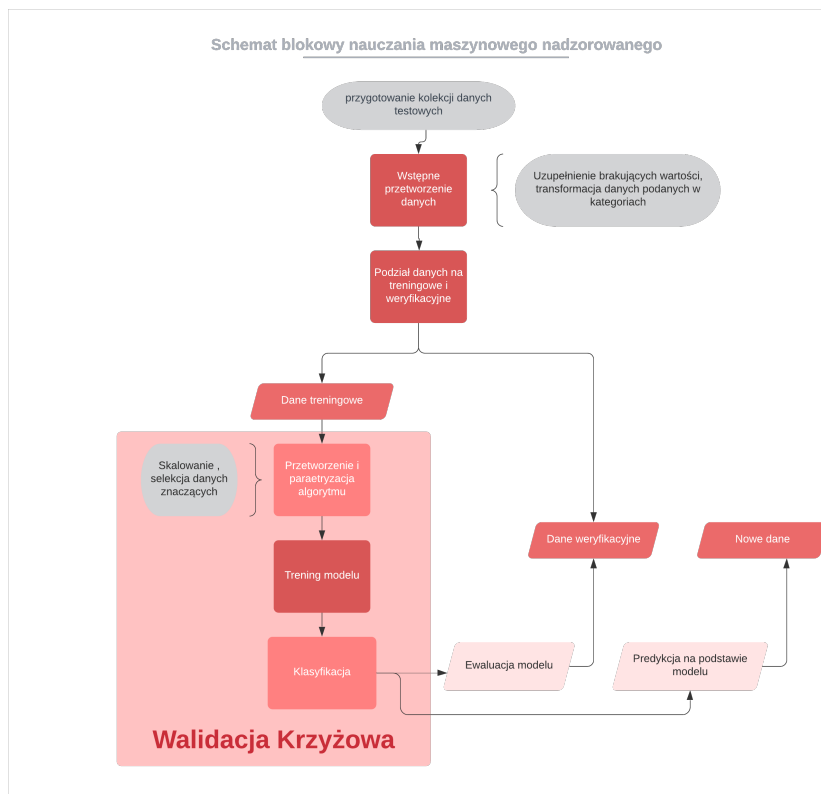 Schemat blokowy nauczania maszynowego nadzorowanego
przygotowanie kolekcji danych
testowych
Wstępne
przetworzenie
danych
Uzupełnienie brakujących wartości,
transformacja danych podanych w
kategoriach
Podział danych na
treningowe i
weryfikacyjne
Dane treningowe
Skalowanie ,
selekcja danych
znaczących
Przetworzenie i
paraetryzacja
algorytmu
Trening modelu
Dane weryfikacyjne
Nowe dane
Klasyfikacja
Ewaluacja modelu
Predykcja na podstawie
modelu
Walidacja Krzyżowa